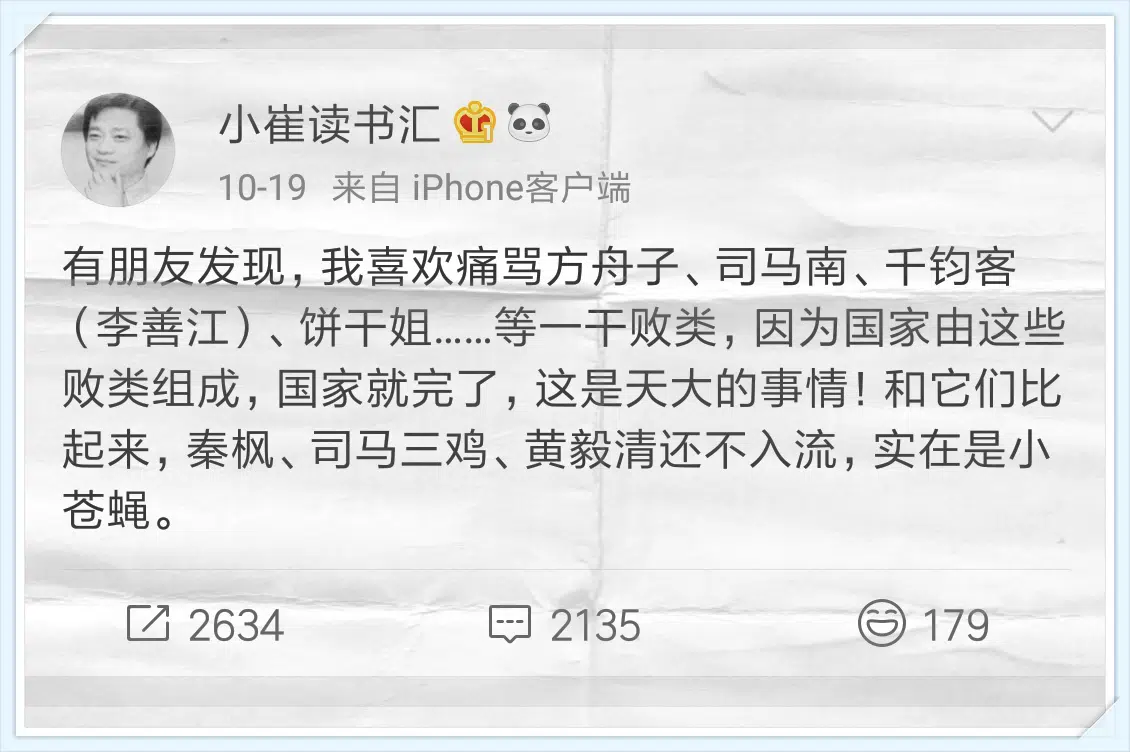 小崔读书汇
10-19 来自 iPhone客户端
有朋友发现，我喜欢痛骂方舟子、司马南、千钧客
（李善江）、饼干姐……等一干败类，因为国家由这些
败类组成，国家就完了，这是天大的事情！和它们比
起来，秦枫、司马三鸡、黄毅清还不入流，实在是小
苍蝇。
2634 2135 179